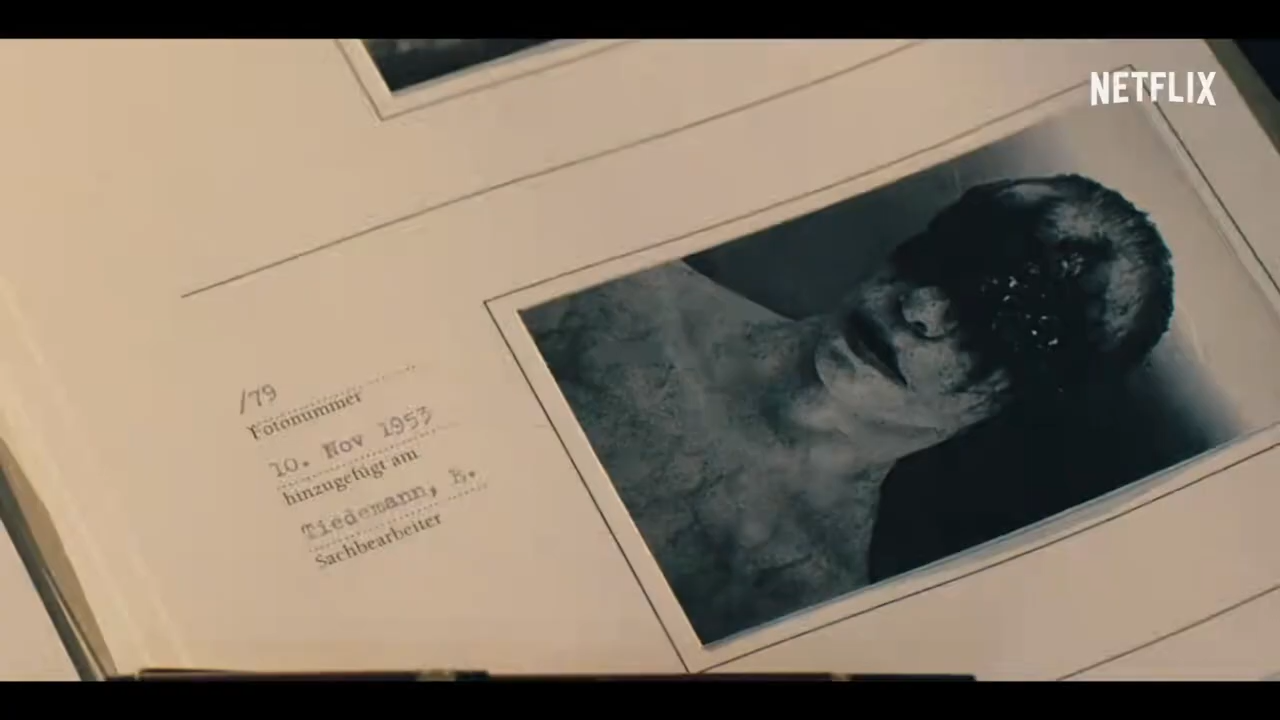 NETFLIX
/79
Fotonummer
10. Nov 1953
hinzugefügt am
Tiedemann, E.
Sachbearbeiter